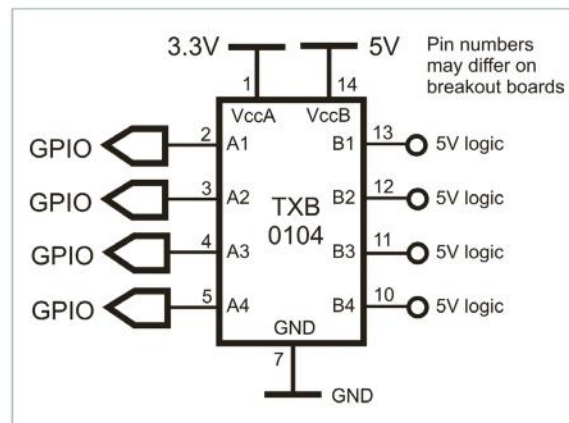 3.3V 5V Pin numbers
may differ on
breakout boards
1 14
VccA VccB
GPIO 2 A1 B1 13 5V logic
GPIO 3 A2 B2 12 5V logic
TXB
0104
GPIO 4 A3 B3 11 5V logic
GPIO 5 A4 B4 10 5V logic
GND
7
GND